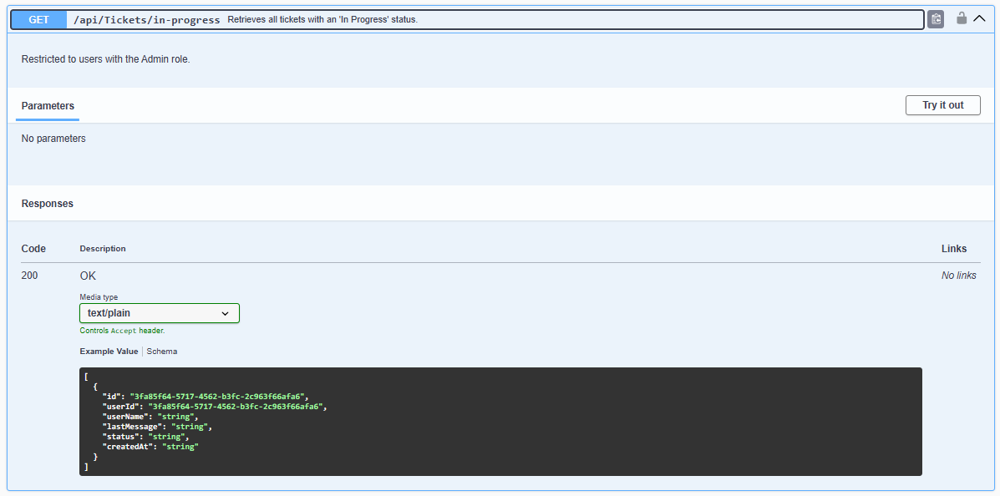 GET /api/Tickets/in-progress Retrieves all tickets with an 'In Progress' status.
Restricted to users with the Admin role.
Parameters Try it out
No parameters
Responses
Code Description Links
200 OK No links
Media type
text/plain
Controls Accept header.
Example Value Schema
[
{
"id": "3fa85f64-5717-4562-b3fc-2c963f66afa6",
"userId": "3fa85f64-5717-4562-b3fc-2c963f66afa6",
"userName": "string",
"lastMessage": "string",
"status": "string",
"createdAt": "string"
}
]